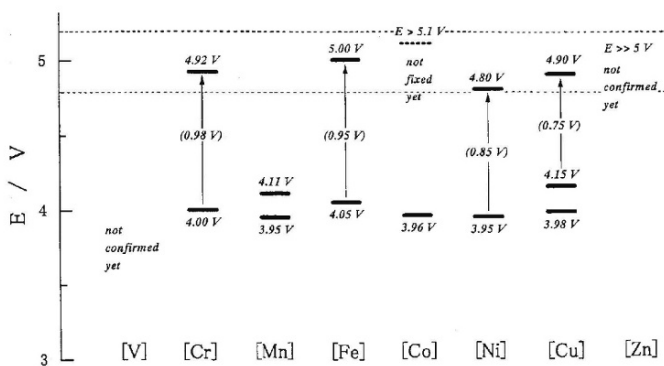 E > 5.1 V
4.92 V
5.00 V
not
fixed
yet
4.80 V
4.90 V
E >> 5 V
not
confirmed
yet
5
(0.98 V)
(0.95 V)
(0.85 V)
(0.75 V)
E / V
4.11 V
4.15 V
4
4.00 V
3.95 V
4.05 V
3.96 V
3.95 V
3.98 V
not
confirmed
yet
3
[V] [Cr] [Mn] [Fe] [Co] [Ni] [Cu] [Zn]